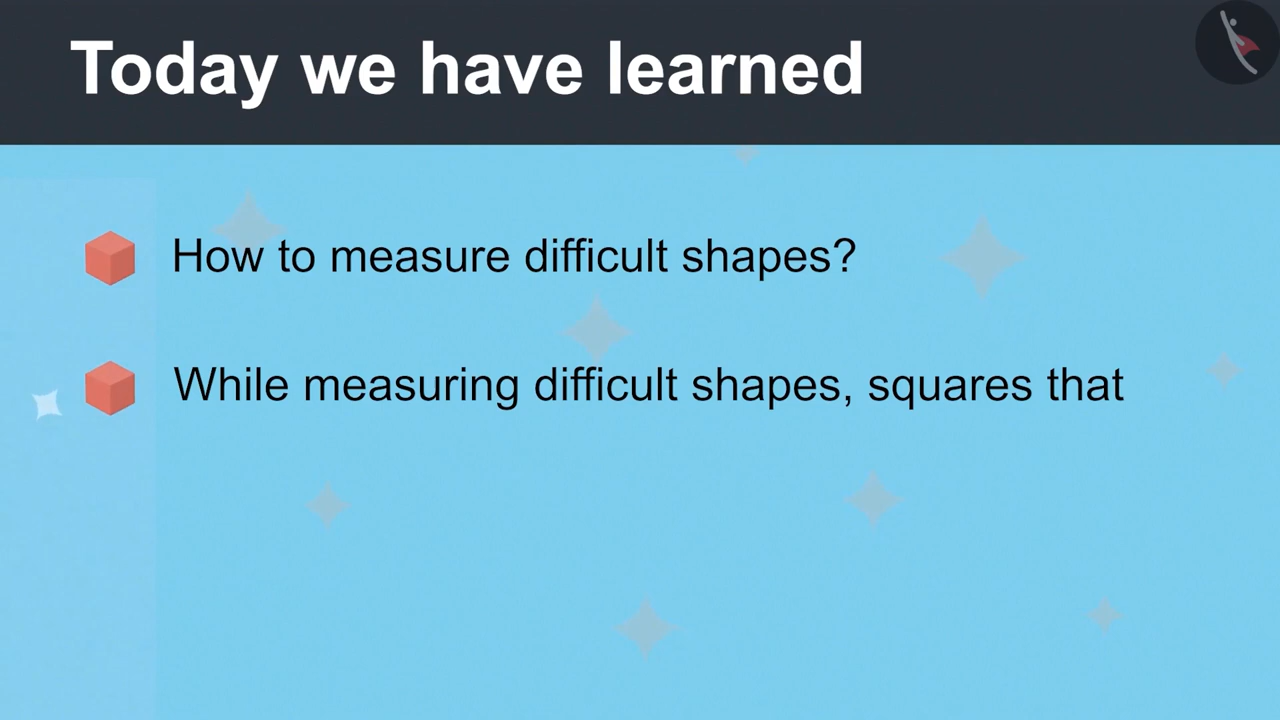 Today we have learned
How to measure difficult shapes?
While measuring difficult shapes, squares that